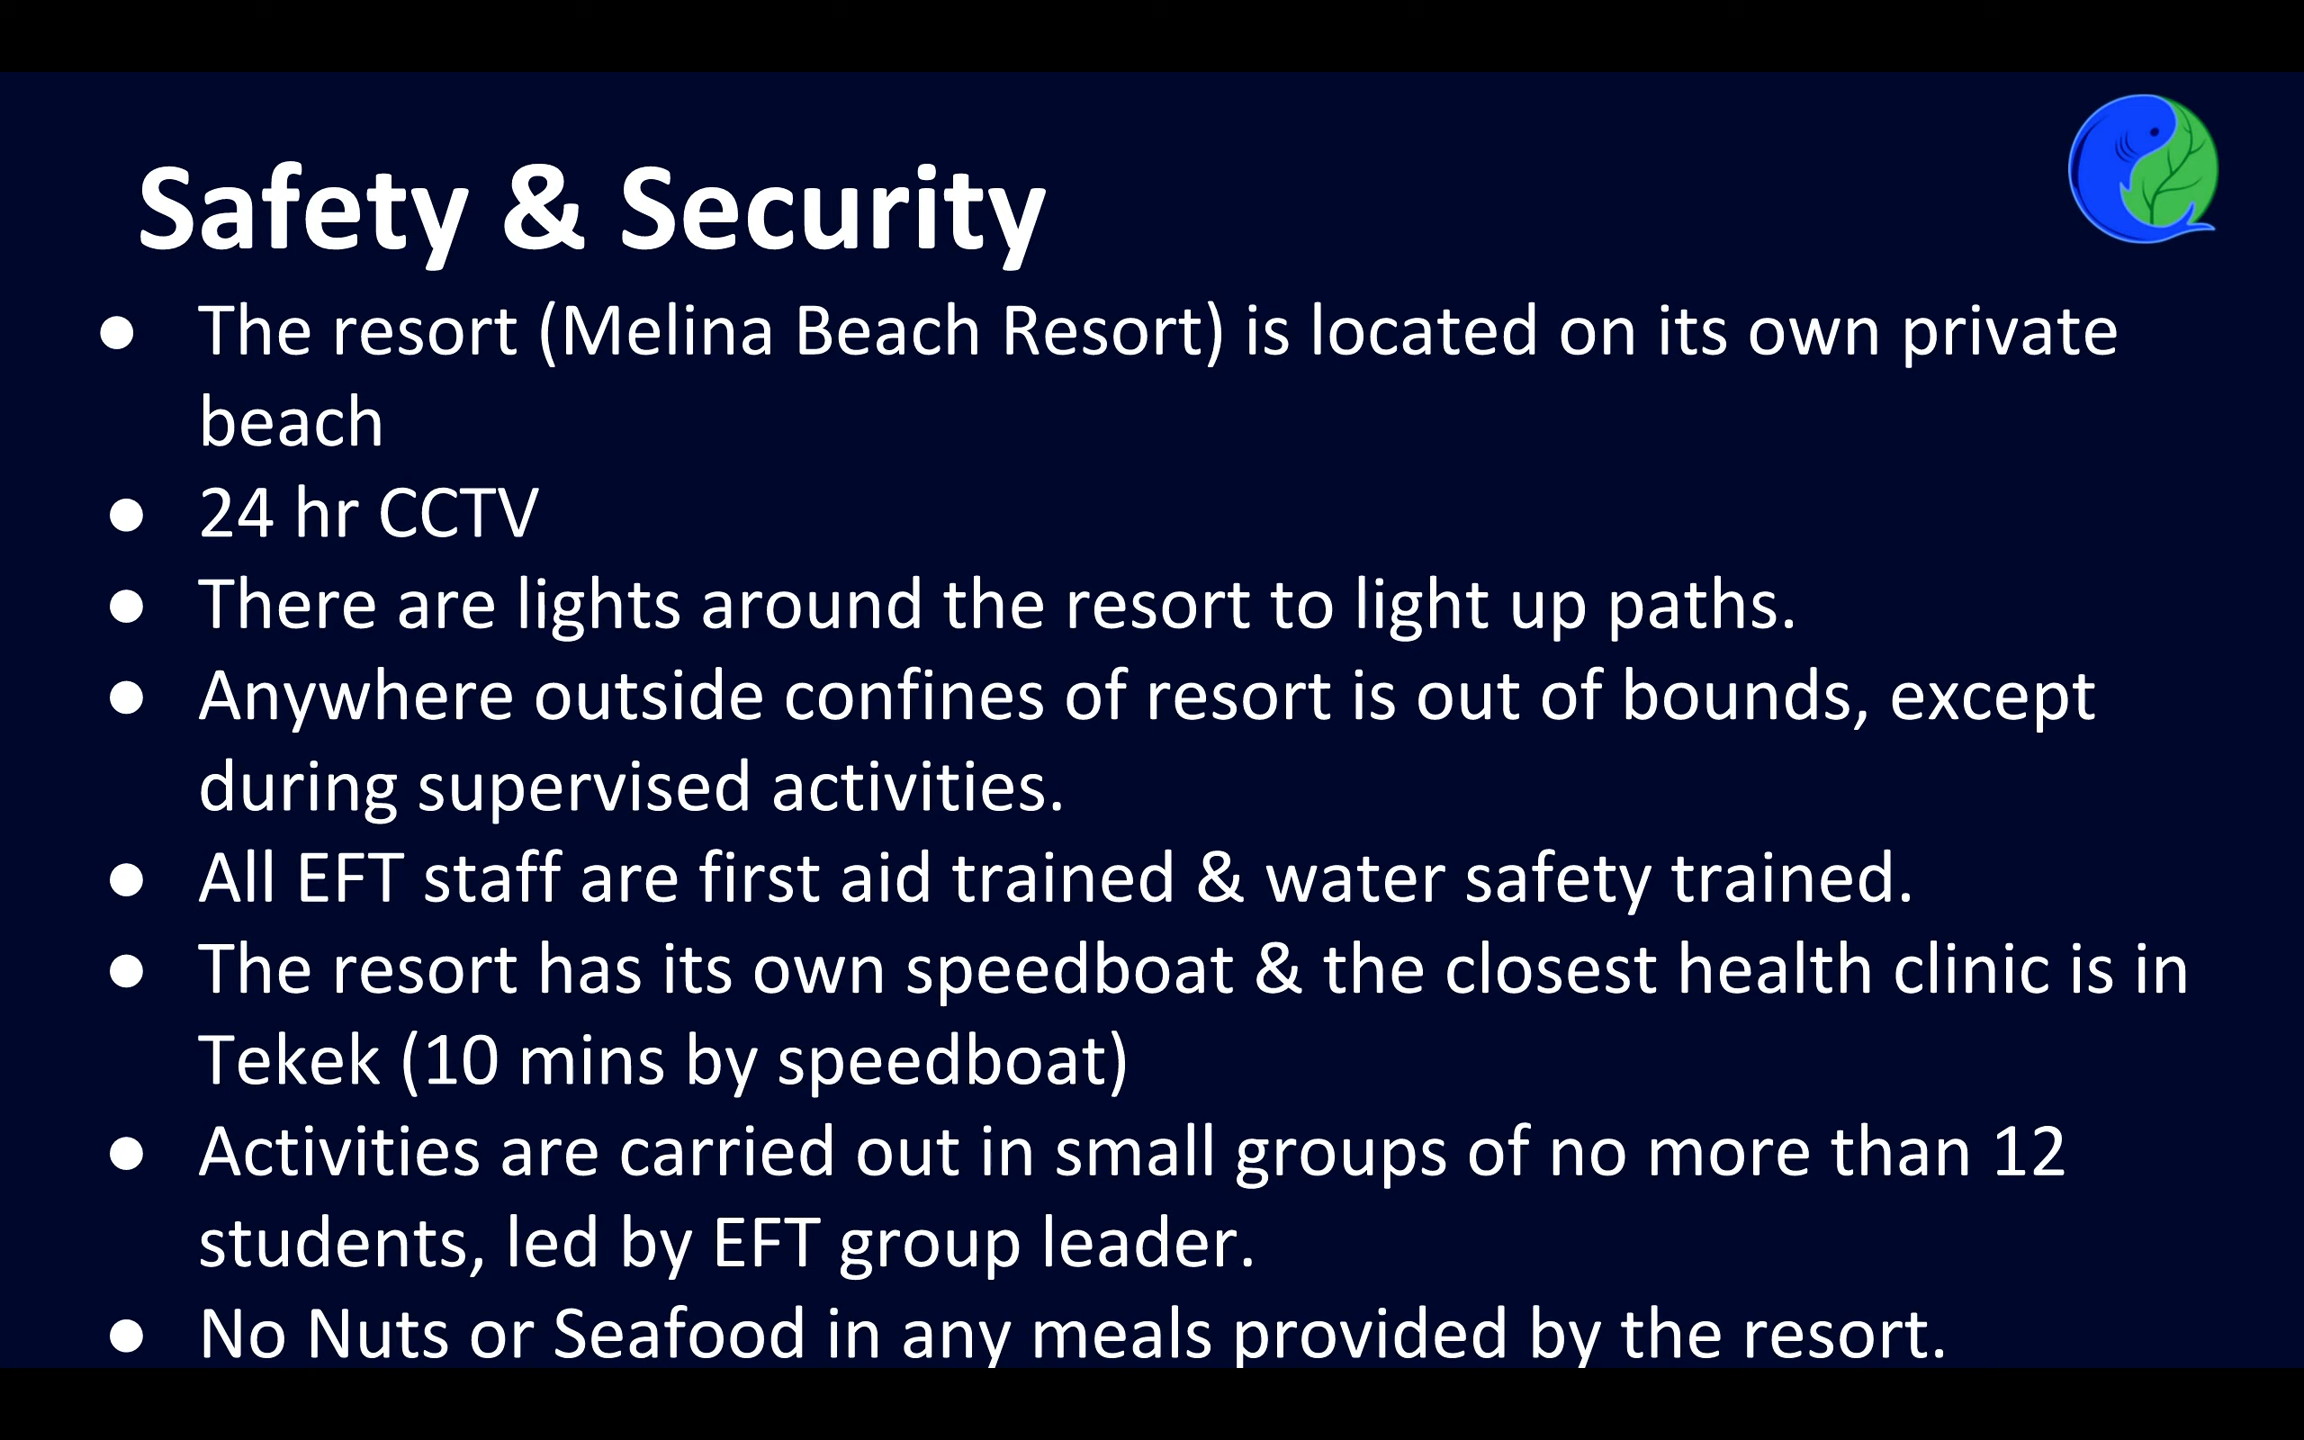 Safety & Security
● The resort (Melina Beach Resort) is located on its own private
beach
● 24 hr CCTV
● There are lights around the resort to light up paths.
● Anywhere outside confines of resort is out of bounds, except
during supervised activities.
● All EFT staff are first aid trained & water safety trained.
● The resort has its own speedboat & the closest health clinic is in
Tekek (10 mins by speedboat)
● Activities are carried out in small groups of no more than 12
students, led by EFT group leader.
● No Nuts or Seafood in any meals provided by the resort.